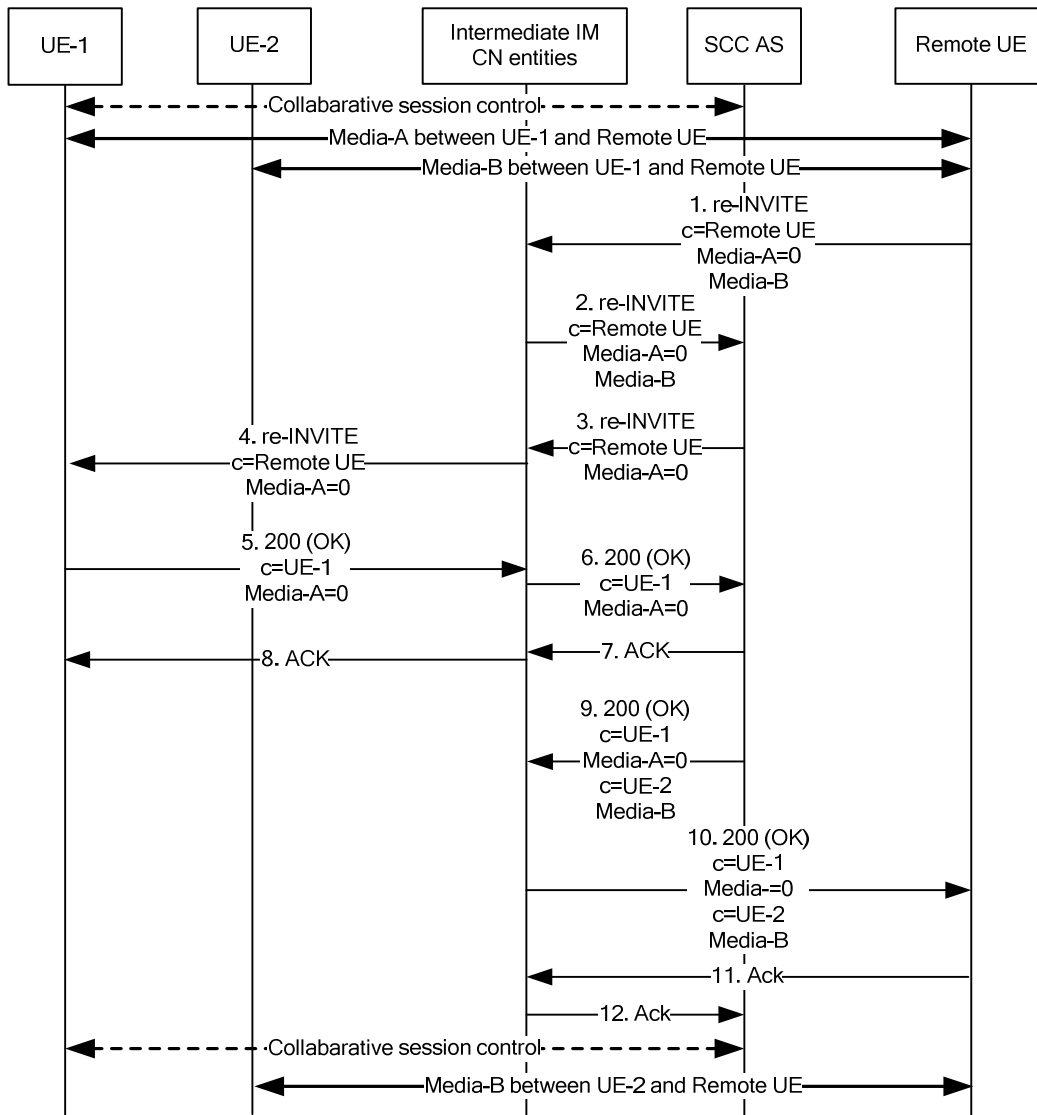 UE-1
UE-2
Intermediate IM
CN entities
SCC AS
Remote UE
Collabarative session control
Media-A between UE-1 and Remote UE
Media-B between UE-1 and Remote UE
1. re-INVITE
c=Remote UE
Media-A=0
Media-B
2. re-INVITE
c=Remote UE
Media-A=0
Media-B
3. re-INVITE
c=Remote UE
Media-A=0
4. re-INVITE
c=Remote UE
Media-A=0
5. 200 (OK)
c=UE-1
Media-A=0
6. 200 (OK)
c=UE-1
Media-A=0
7. ACK
8. ACK
9. 200 (OK)
c=UE-1
Media-A=0
c=UE-2
Media-B
10. 200 (OK)
c=UE-1
Media-=0
c=UE-2
Media-B
11. Ack
12. Ack
Collabarative session control
Media-B between UE-2 and Remote UE